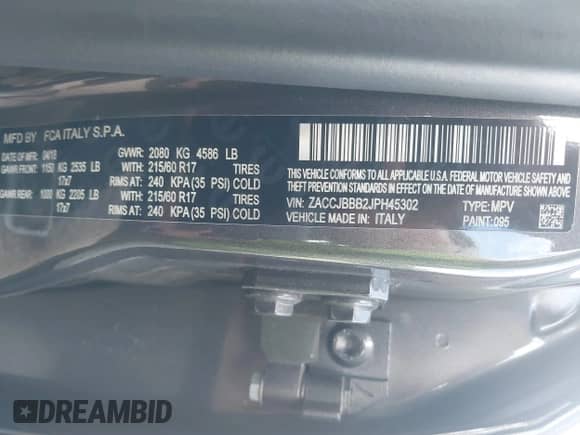 MFD BY FCA ITALY S.P.A.
04/18 GVWR: 2080 KG 4586 LB
GAWR FRONT: 1150 KG 2535 LB WITH: 215/60 R17 TIRES
17x7 RIMS AT: 240 KPA (35 PSI) COLD
GAWR REAR: 1000 KG 2205 LB WITH: 215/60 R17 TIRES
17x7 RIMS AT: 240 KPA (35 PSI) COLD
THIS VEHICLE CONFORMS TO ALL APPLICABLE U.S.A. FEDERAL MOTOR VEHICLE
SAFETY, BUMPER, AND THEFT PREVENTION STANDARDS IN EFFECT ON THE DATE OF MANUFACTURE SHOWN ABOVE.
VIN: ZACCJBBB2JPH45302 TYPE: MPV
VEHICLE MADE IN: ITALY PAINT: 095
DREAMBID